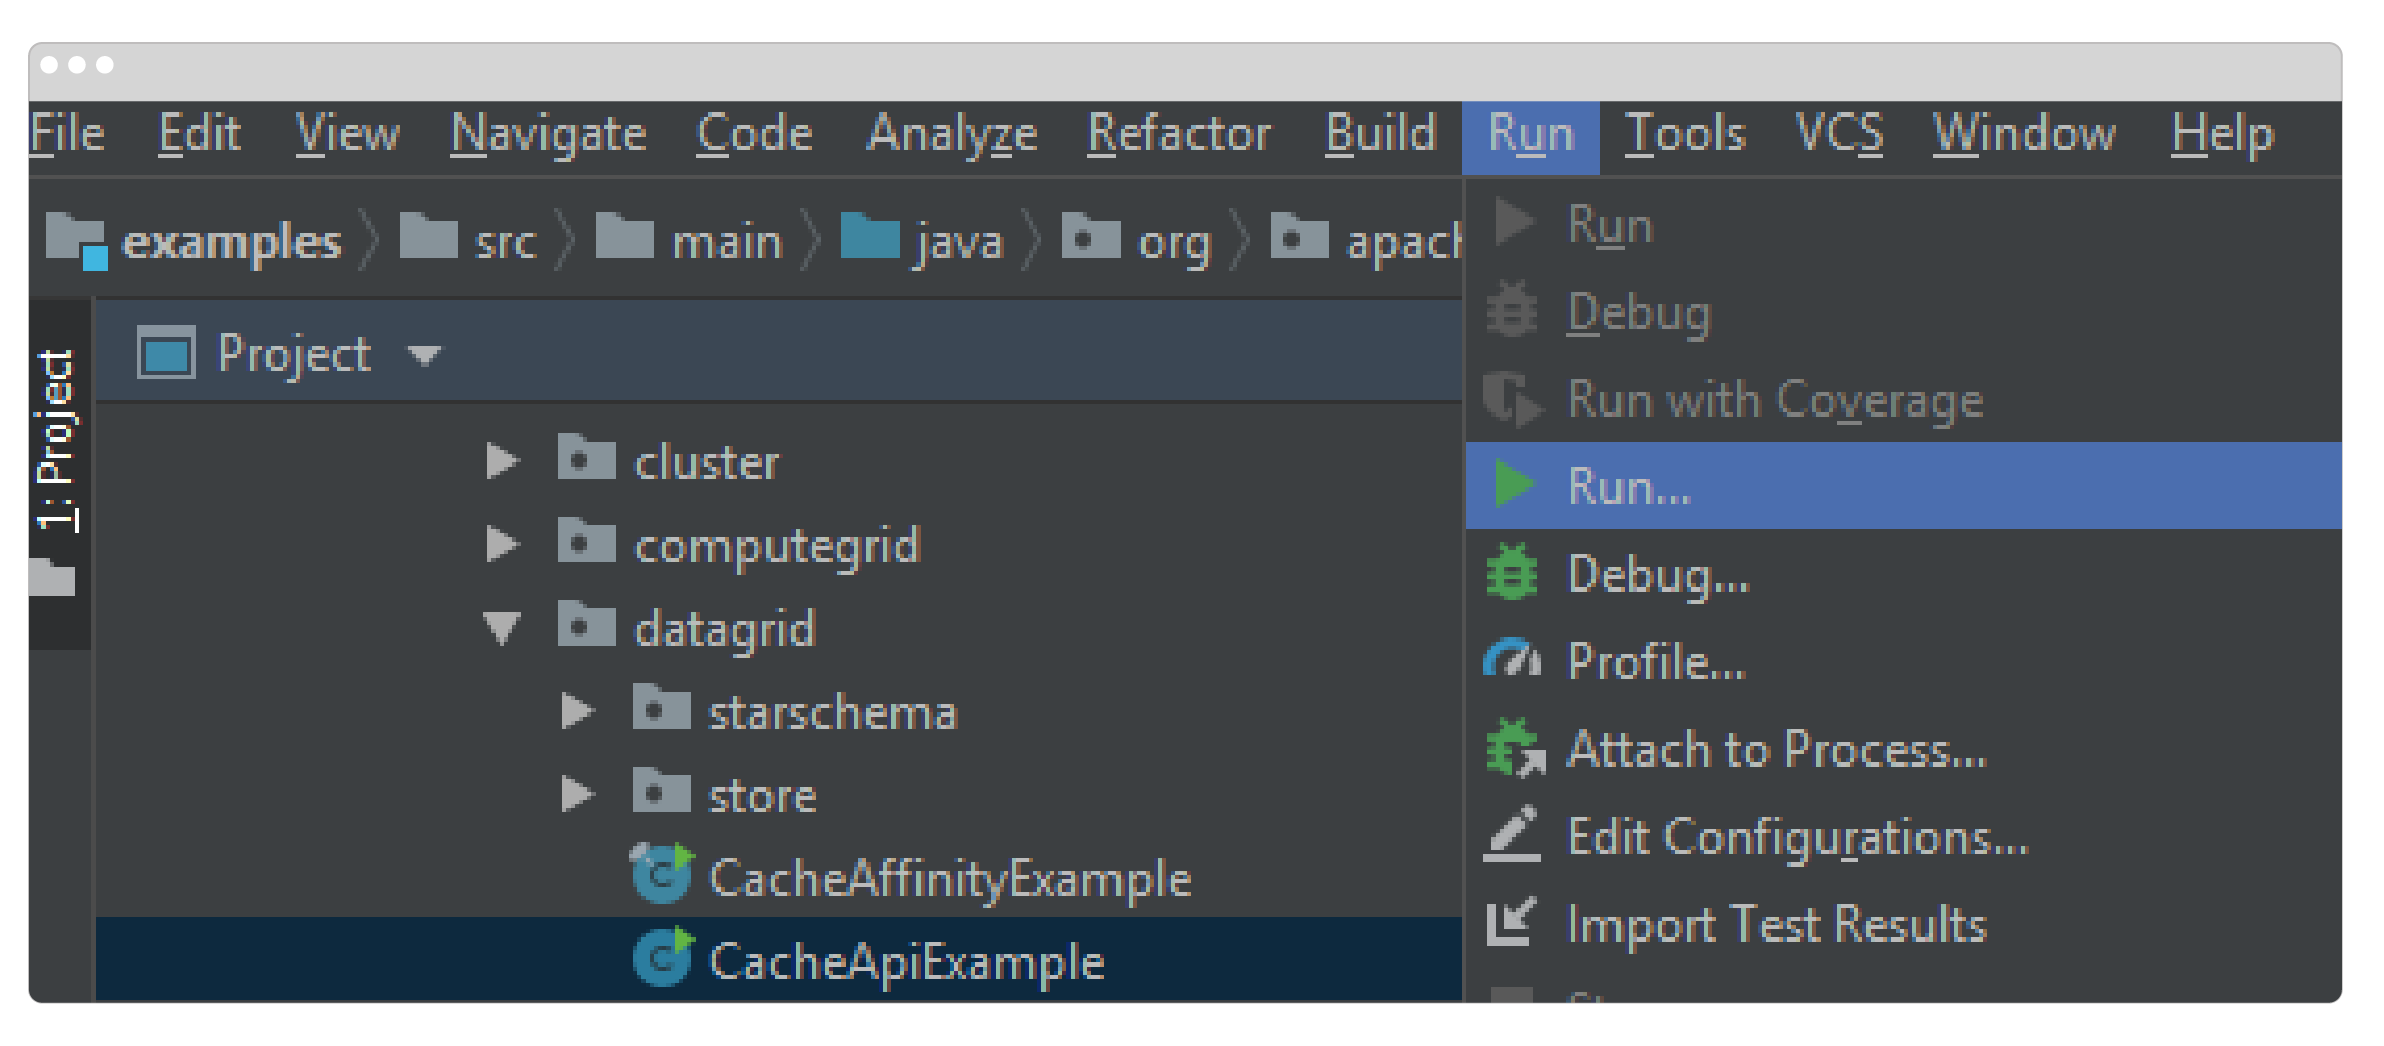 File Edit View Navigate Code Analyze Refactor Build Run Tools VCS Window Help
examples src main java org apach
1: Project
Project
cluster
computegrid
datagrid
starschema
store
CacheAffinityExample
CacheApiExample
Run
Debug
Run with Coverage
Run...
Debug...
Profile...
Attach to Process...
Edit Configurations...
Import Test Results